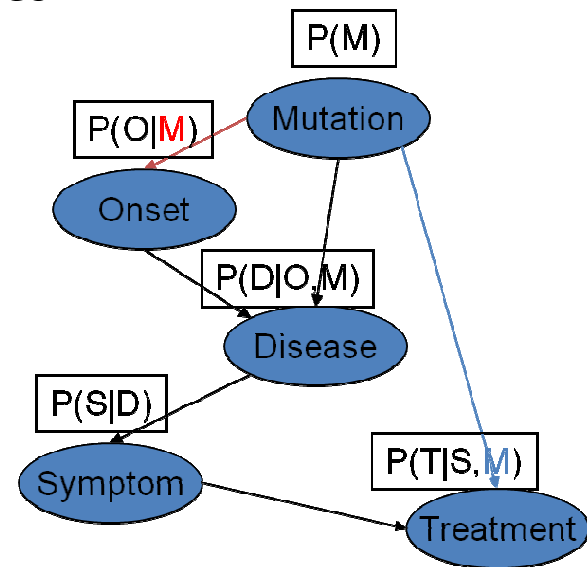 P(M)
Mutation
P(O|M)
Onset
P(D|O,M)
Disease
P(S|D)
Symptom
P(T|S,M)
Treatment